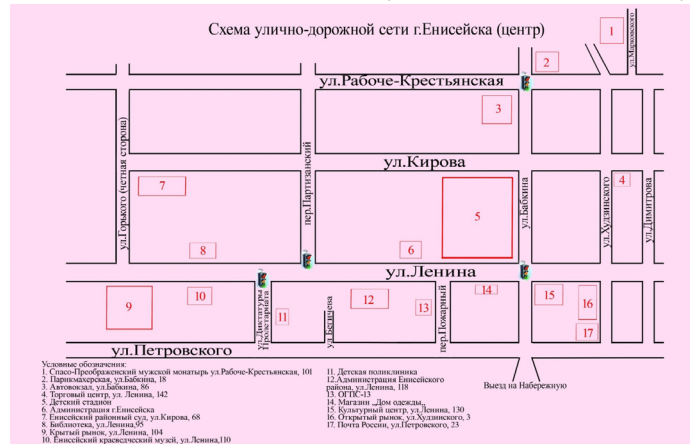 Схема улично-дорожной сети г.Енисейска (центр)
1
ул.Марковского
2
ул.Рабоче-Крестьянская
3
ул.Кирова
ул.Горького (четная сторона)
пер.Партизанский
7
5
ул.Бабкина
ул.Худзинского
4
ул.Димитрова
8
6
ул.Ленина
9
10
ул.Диктатуры
Пролетариата
11
ул.Бегичева
12
13
пер.Пожарный
14
15
16
17
ул.Петровского
Выезд на Набережную
Условные обозначения:
1. Спасо-Преображенский мужской монатырь ул.Рабоче-Крестьянская, 101
2. Парикмахерская, ул.Бабкина, 18
3. Автовокзал, ул.Бабкина, 86
4. Торговый центр, ул. Ленина, 142
5. Детский стадион
6. Администрация г.Енисейска
7. Енисейский районный суд, ул.Кирова, 68
8. Библиотека, ул.Ленина,95
9. Крытый рынок, ул.Ленина, 104
10. Енисейский краеведческий музей, ул.Ленина,110
11. Детская поликлиника
12.Администрация Енисейского
района, ул.Ленина, 118
13. ОГПС-13
14. Магазин „Дом одежды„
15. Культурный центр, ул.Ленина, 130
16. Открытый рынок, ул.Худзинского, 3
17. Почта России, ул.Петровского, 23